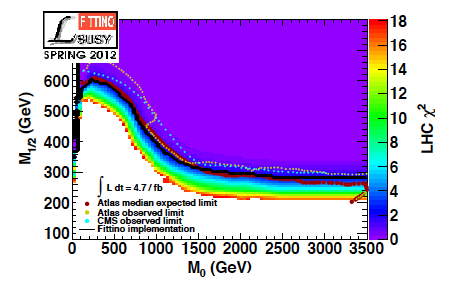 FITTINO
SUSY
SPRING 2012
M1/2 (GeV)
600
500
400
300
200
100
∫ L dt = 4.7 / fb
Atlas median expected limit
Atlas observed limit
CMS observed limit
Fittino implementation
0 500 1000 1500 2000 2500 3000 3500
M0 (GeV)
18
16
14
12
10
8
6
4
2
0
LHC χ²